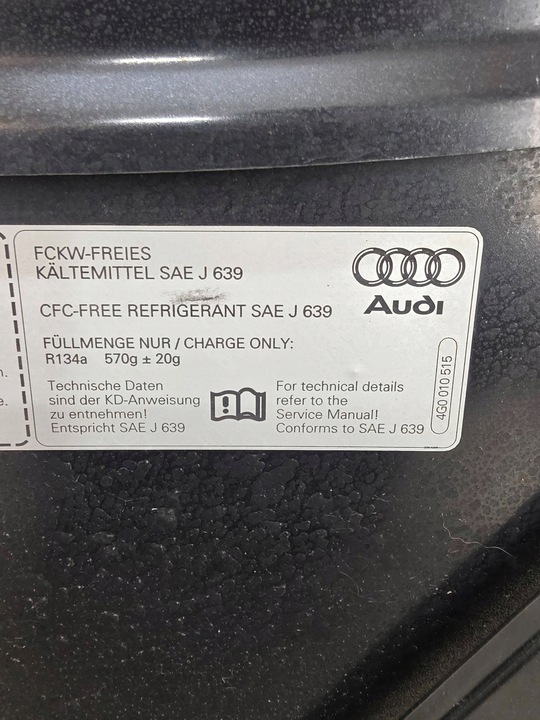 FCKW-FREIES
KÄLTEMITTEL SAE J 639
Audi
CFC-FREE REFRIGERANT SAE J 639
FÜLLMENGE NUR / CHARGE ONLY:
R134a 570g ± 20g
Technische Daten
sind der KD-Anweisung
zu entnehmen!
Entspricht SAE J 639
For technical details
refer to the
Service Manual!
Conforms to SAE J 639
4G0 010 515